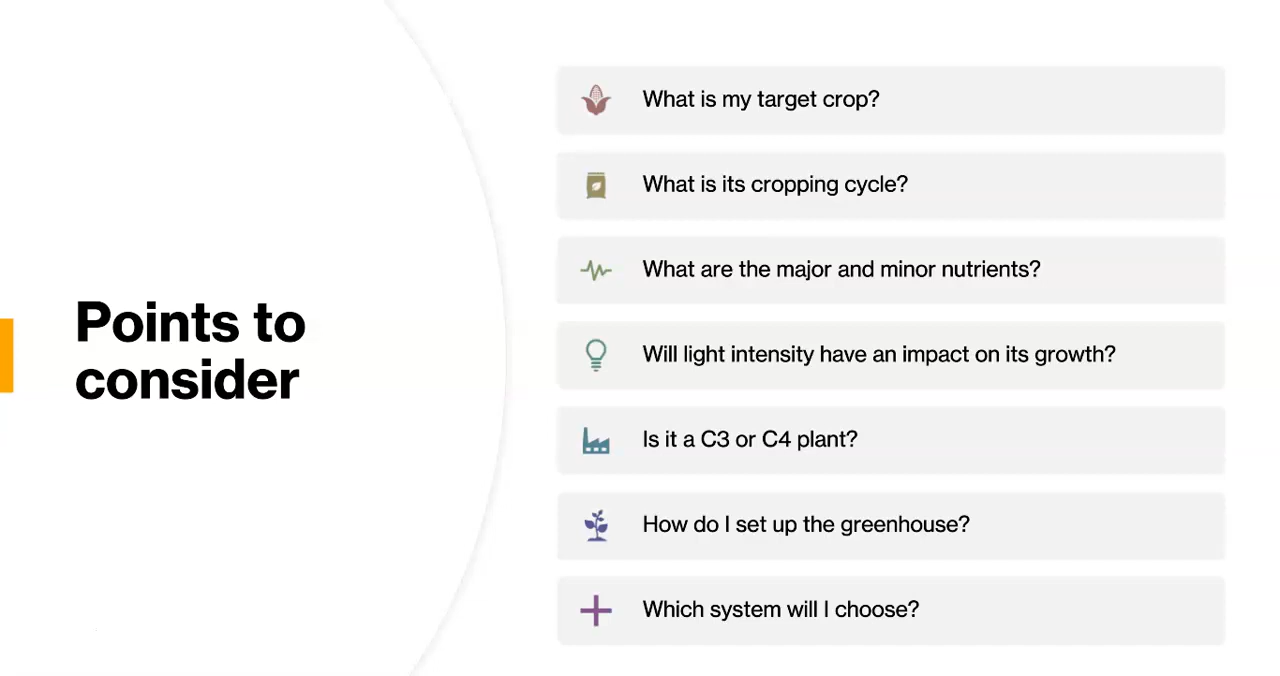 Points to
consider
What is my target crop?
What is its cropping cycle?
What are the major and minor nutrients?
Will light intensity have an impact on its growth?
Is it a C3 or C4 plant?
How do I set up the greenhouse?
Which system will I choose?